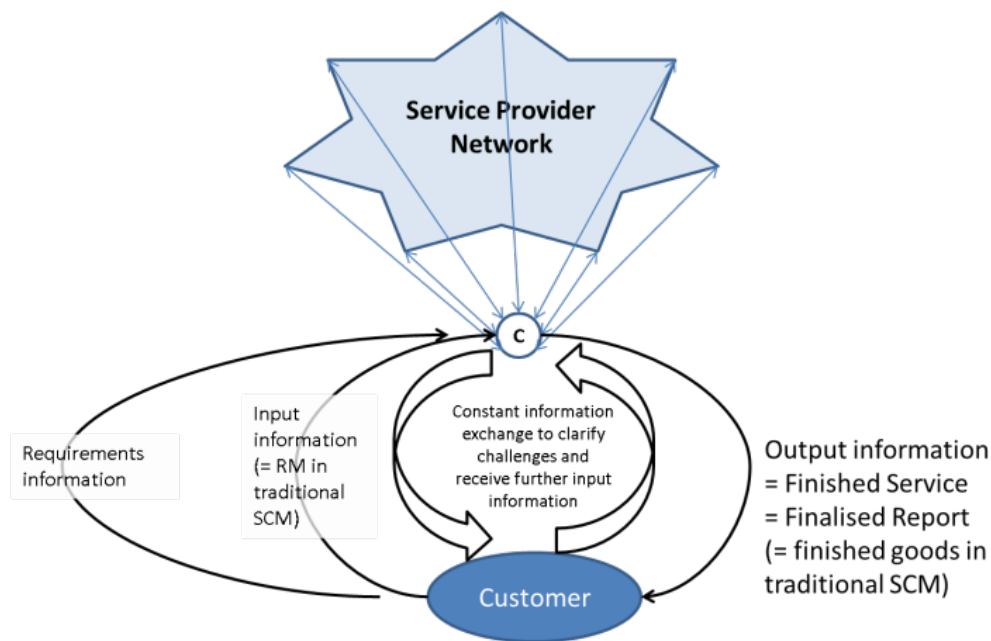 Service Provider
Network
C
Requirements
information
Input
information
(= RM in
traditional
SCM)
Constant information
exchange to clarify
challenges and
receive further input
information
Output information
= Finished Service
= Finalised Report
(= finished goods in
traditional SCM)
Customer